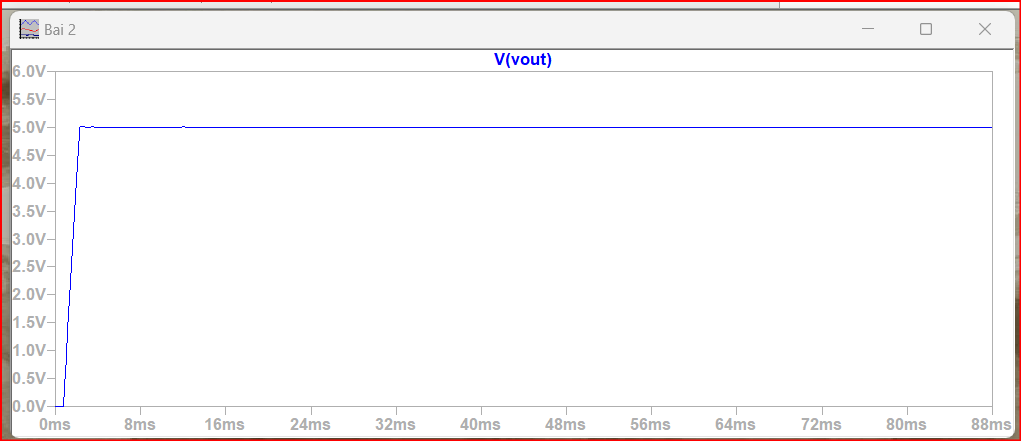 Bai 2
V(vout)
6.0V
5.5V
5.0V
4.5V
4.0V
3.5V
3.0V
2.5V
2.0V
1.5V
1.0V
0.5V
0.0V
0ms 8ms 16ms 24ms 32ms 40ms 48ms 56ms 64ms 72ms 80ms 88ms